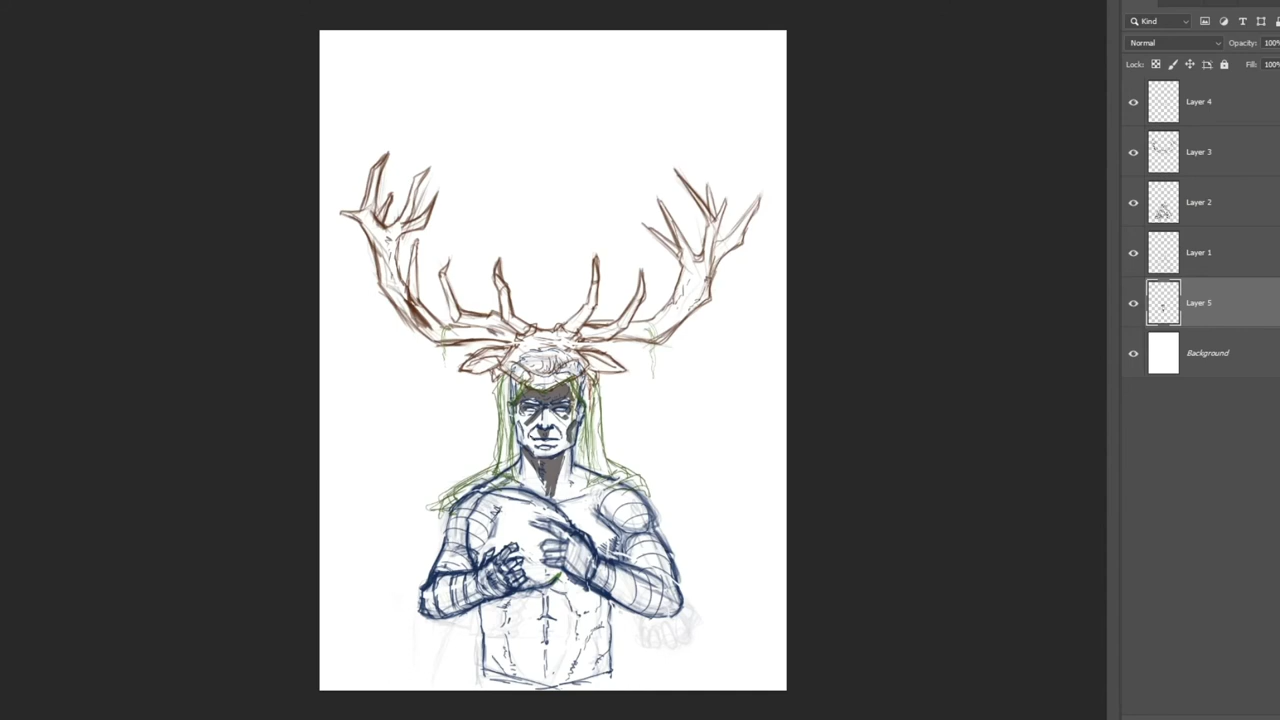 Kind
Normal Opacity: 100%
Lock: Fill: 100%
Layer 4
Layer 3
Layer 2
Layer 1
Layer 5
Background